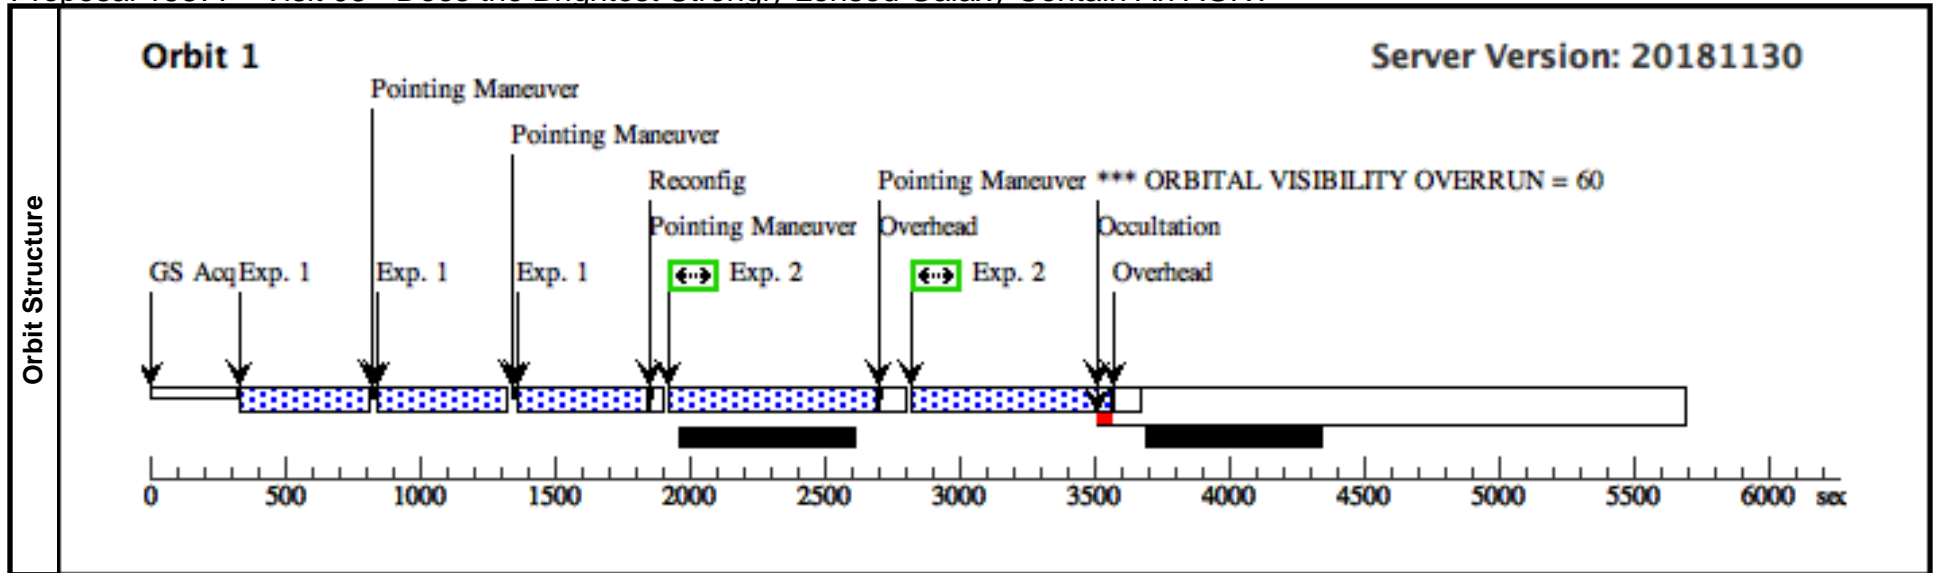 Orbit Structure
Orbit 1
Server Version: 20181130
Pointing Maneuver
Pointing Maneuver
Reconfig
Pointing Maneuver
*** ORBITAL VISIBILITY OVERRUN = 60
Pointing Maneuver
Overhead
Occultation
GS Acq
Exp. 1
Exp. 1
Exp. 1
Exp. 2
Exp. 2
Overhead
0 500 1000 1500 2000 2500 3000 3500 4000 4500 5000 5500 6000 sec